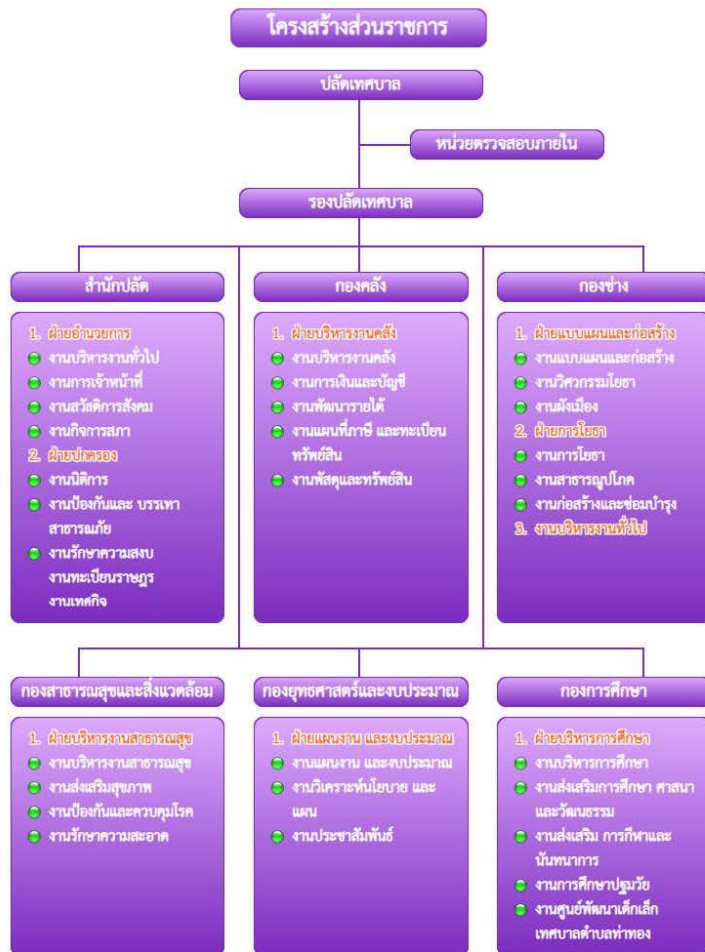 โครงสร้างส่วนราชการ
ปลัดเทศบาล
หน่วยตรวจสอบภายใน
รองปลัดเทศบาล
สำนักปลัด
1. ฝ่ายอำนวยการ
งานบริหารงานทั่วไป
งานการเจ้าหน้าที่
งานสวัสดิการสังคม
งานกิจการสภา
2. ฝ่ายปกครอง
งานนิติการ
งานป้องกันและ บรรเทา
สาธารณภัย
งานรักษาความสงบ
งานทะเบียนราษฎร
งานเทศกิจ
กองคลัง
1. ฝ่ายบริหารงานคลัง
งานบริหารงานคลัง
งานการเงินและบัญชี
งานพัฒนารายได้
งานแผนที่ภาษี และทะเบียน
ทรัพย์สิน
งานพัสดุและทรัพย์สิน
กองช่าง
1. ฝ่ายแบบแผนและก่อสร้าง
งานแบบแผนและก่อสร้าง
งานวิศวกรรมโยธา
งานผังเมือง
2. ฝ่ายการโยธา
งานการโยธา
งานสาธารณูปโภค
งานก่อสร้างและซ่อมบำรุง
3. งานบริหารงานทั่วไป
กองสาธารณสุขและสิ่งแวดล้อม
1. ฝ่ายบริหารงานสาธารณสุข
งานบริหารงานสาธารณสุข
งานส่งเสริมสุขภาพ
งานป้องกันและควบคุมโรค
งานรักษาความสะอาด
กองยุทธศาสตร์และงบประมาณ
1. ฝ่ายแผนงาน และงบประมาณ
งานแผนงาน และงบประมาณ
งานวิเคราะห์นโยบาย และ
แผน
งานประชาสัมพันธ์
กองการศึกษา
1. ฝ่ายบริหารการศึกษา
งานบริหารการศึกษา
งานส่งเสริมการศึกษา ศาสนา
และวัฒนธรรม
งานส่งเสริม การกีฬาและ
นันทนาการ
งานการศึกษาปฐมวัย
งานศูนย์พัฒนาเด็กเล็ก
เทศบาลตำบลท่าทอง